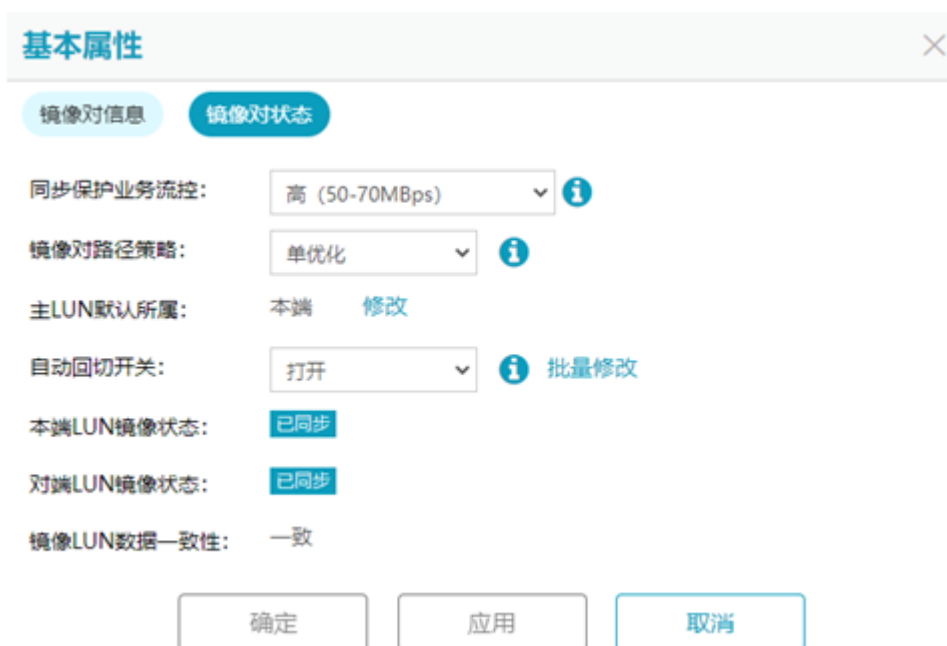 基本属性
镜像对信息 镜像对状态
同步保护业务流控： 高（50-70MBps）
镜像对路径策略： 单优化
主LUN默认所属： 本端 修改
自动回切开关： 打开 批量修改
本端LUN镜像状态： 已同步
对端LUN镜像状态： 已同步
镜像LUN数据一致性： 一致
确定 应用 取消